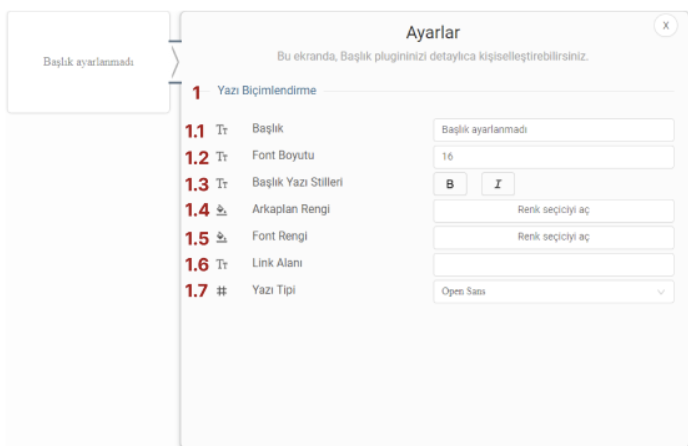 Ayarlar
X
Bu ekranda, Başlık plugininizi detaylıca kişiselleştirebilirsiniz.
Başlık ayarlanmadı
1 Yazı Biçimlendirme
1.1 Tт Başlık Başlık ayarlanmadı
1.2 Tт Font Boyutu 16
1.3 Tт Başlık Yazı Stilleri B I
1.4 Arkaplan Rengi Renk seçiciyi aç
1.5 Font Rengi Renk seçiciyi aç
1.6 Tт Link Alanı
1.7 # Yazı Tipi Open Sans